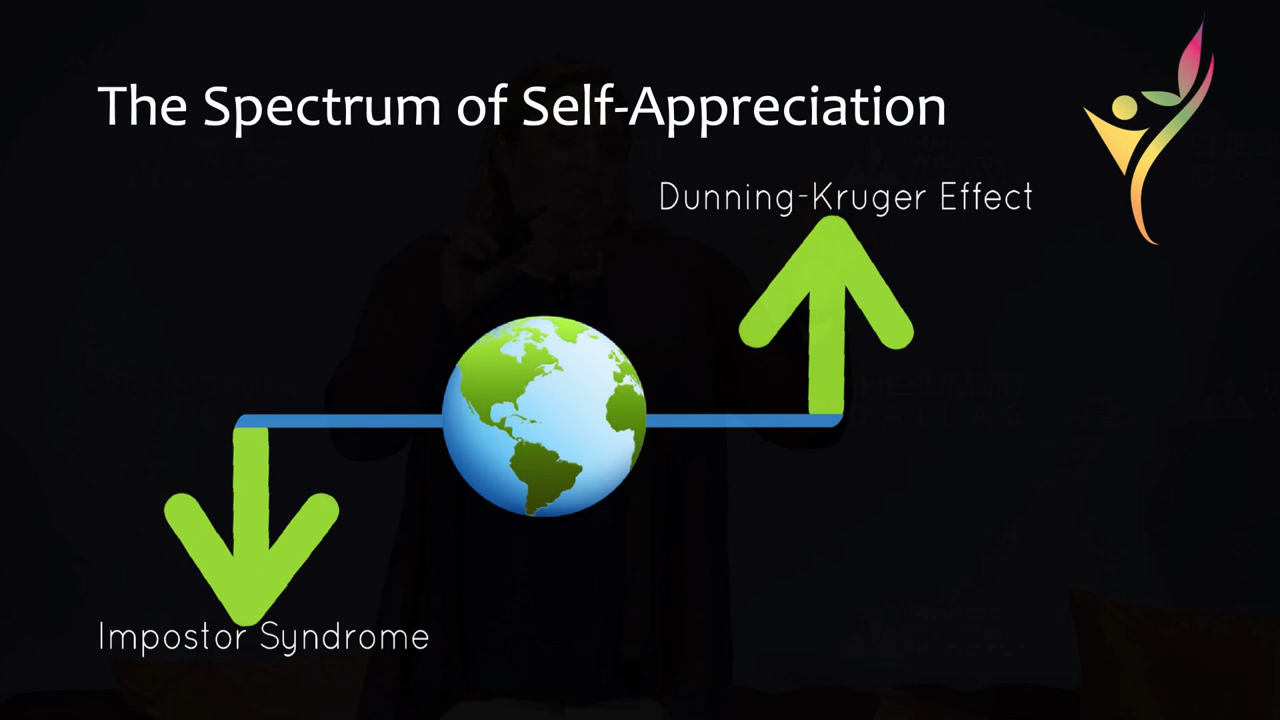 The Spectrum of Self-Appreciation
Dunning-Kruger Effect
Impostor Syndrome